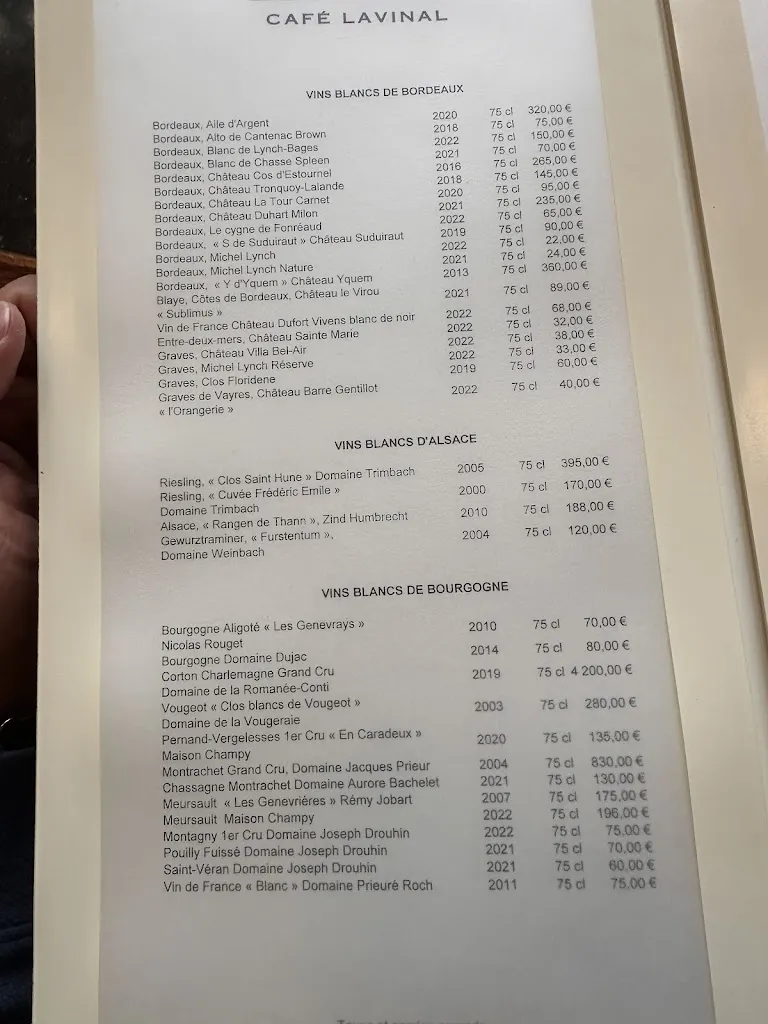 CAFÉ LAVINAL
VINS BLANCS DE BORDEAUX
Bordeaux, Aile d'Argent 2020 75 cl 320,00 €
Bordeaux, Alto de Cantenac Brown 2018 75 cl 75,00 €
Bordeaux, Blanc de Lynch-Bages 2022 75 cl 150,00 €
Bordeaux, Blanc de Chasse Spleen 2021 75 cl 70,00 €
Bordeaux, Château Cos d'Estournel 2016 75 cl 265,00 €
Bordeaux, Château Tronquoy-Lalande 2018 75 cl 145,00 €
Bordeaux, Château La Tour Carnet 2020 75 cl 95,00 €
Bordeaux, Château Duhart Milon 2021 75 cl 235,00 €
Bordeaux, Le cygne de Fonréaud 2022 75 cl 65,00 €
Bordeaux, « S de Suduiraut » Château Suduiraut 2019 75 cl 90,00 €
Bordeaux, Michel Lynch 2022 75 cl 22,00 €
Bordeaux, Michel Lynch Nature 2021 75 cl 24,00 €
Bordeaux, « Y d'Yquem » Château Yquem 2013 75 cl 360,00 €
Blaye, Côtes de Bordeaux, Château le Virou 2021 75 cl 89,00 €
« Sublimus »
Vin de France Château Dufort Vivens blanc de noir 2022 75 cl 68,00 €
Entre-deux-mers, Château Sainte Marie 2022 75 cl 32,00 €
Graves, Château Villa Bel-Air 2022 75 cl 38,00 €
Graves, Michel Lynch Réserve 2022 75 cl 33,00 €
Graves, Clos Floridene 2019 75 cl 60,00 €
Graves de Vayres, Château Barre Gentillot 2022 75 cl 40,00 €
« l'Orangerie »
VINS BLANCS D'ALSACE
Riesling, « Clos Saint Hune » Domaine Trimbach 2005 75 cl 395,00 €
Riesling, « Cuvée Frédéric Emile » 2000 75 cl 170,00 €
Domaine Trimbach
Alsace, « Rangen de Thann », Zind Humbrecht 2010 75 cl 188,00 €
Gewurztraminer, « Furstentum », 2004 75 cl 120,00 €
Domaine Weinbach
VINS BLANCS DE BOURGOGNE
Bourgogne Aligoté « Les Genevrays » 2010 75 cl 70,00 €
Nicolas Rouget
Bourgogne Domaine Dujac 2014 75 cl 80,00 €
Corton Charlemagne Grand Cru 2019 75 cl 4 200,00 €
Domaine de la Romanée-Conti
Vougeot « Clos blancs de Vougeot » 2003 75 cl 280,00 €
Domaine de la Vougeraie
Pernand-Vergelesses 1er Cru « En Caradeux » 2020 75 cl 135,00 €
Maison Champy
Montrachet Grand Cru, Domaine Jacques Prieur 2004 75 cl 830,00 €
Chassagne Montrachet Domaine Aurore Bachelet 2021 75 cl 130,00 €
Meursault « Les Genevrières » Rémy Jobart 2007 75 cl 175,00 €
Meursault Maison Champy 2022 75 cl 196,00 €
Montagny 1er Cru Domaine Joseph Drouhin 2022 75 cl 75,00 €
Pouilly Fuissé Domaine Joseph Drouhin 2021 75 cl 70,00 €
Saint-Véran Domaine Joseph Drouhin 2021 75 cl 60,00 €
Vin de France « Blanc » Domaine Prieuré Roch 2011 75 cl 75,00 €